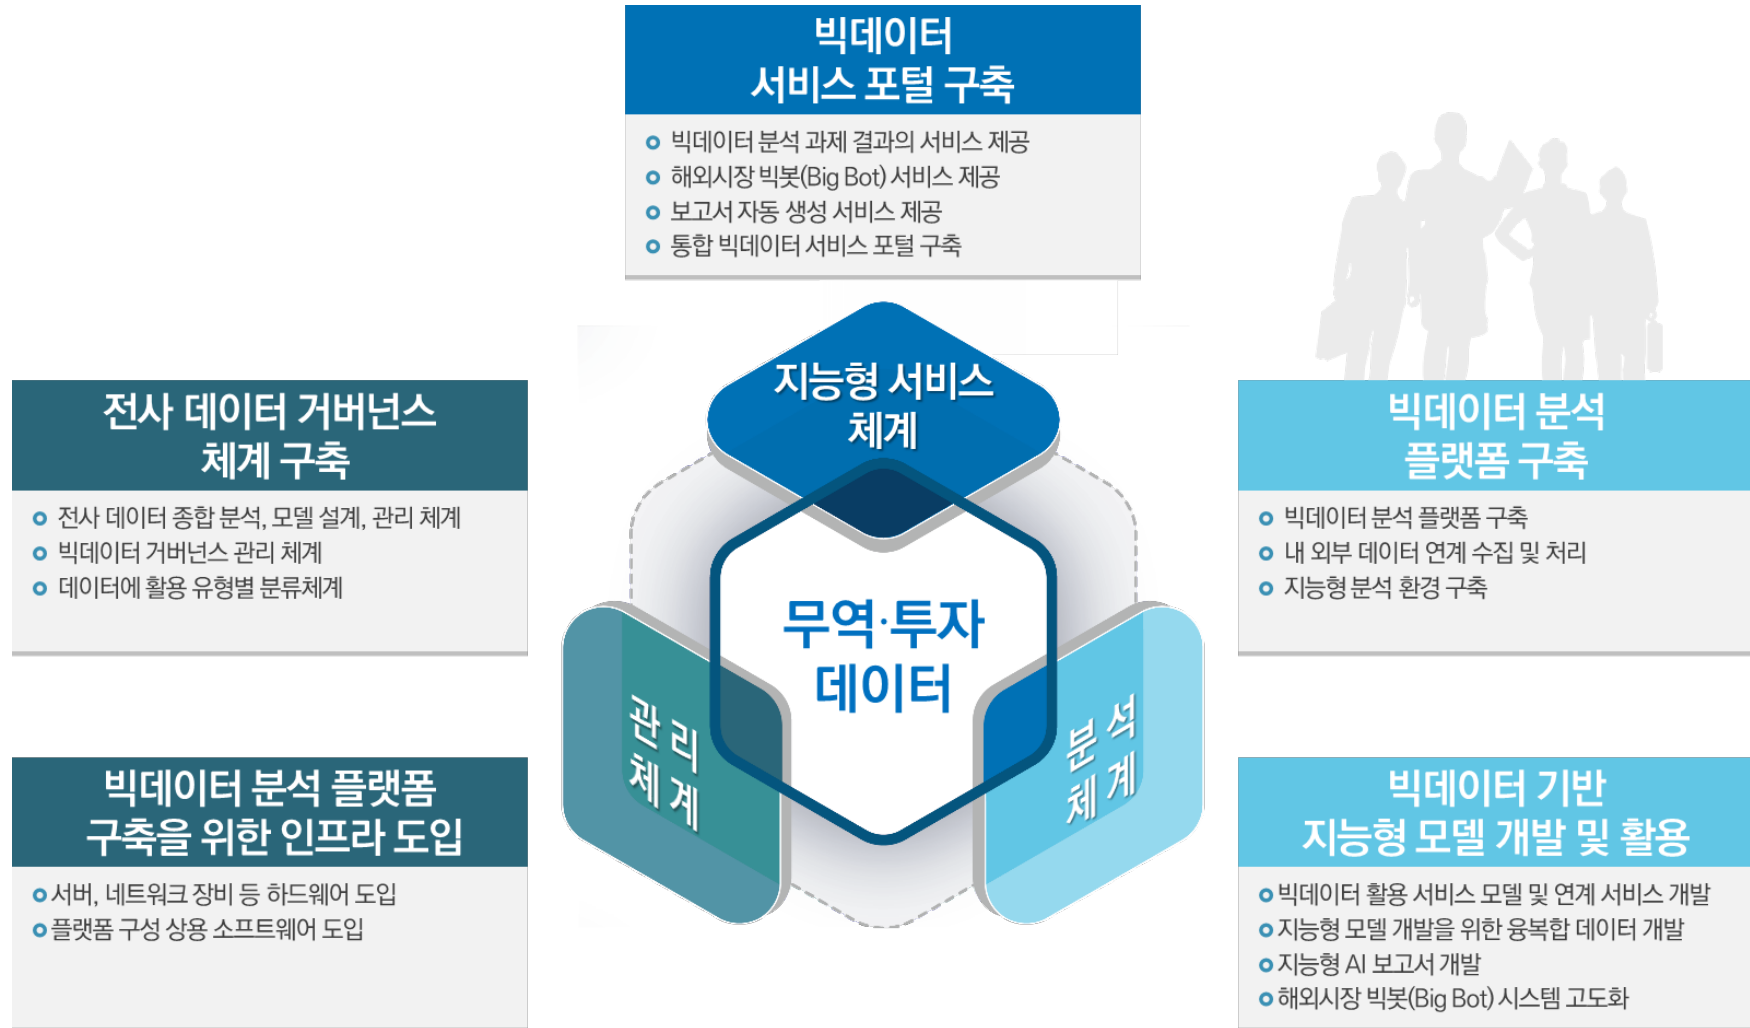 빅데이터
서비스 포털 구축
빅데이터 분석 과제 결과의 서비스 제공
해외시장 빅봇(Big Bot) 서비스 제공
보고서 자동 생성 서비스 제공
통합 빅데이터 서비스 포털 구축
전사 데이터 거버넌스
체계 구축
전사 데이터 종합 분석, 모델 설계, 관리 체계
빅데이터 거버넌스 관리 체계
데이터에 활용 유형별 분류체계
빅데이터 분석 플랫폼
구축을 위한 인프라 도입
서버, 네트워크 장비 등 하드웨어 도입
플랫폼 구성 상용 소프트웨어 도입
지능형 서비스
체계
무역·투자
데이터
관리
체계
분석
체계
빅데이터 분석
플랫폼 구축
빅데이터 분석 플랫폼 구축
내 외부 데이터 연계 수집 및 처리
지능형 분석 환경 구축
빅데이터 기반
지능형 모델 개발 및 활용
빅데이터 활용 서비스 모델 및 연계 서비스 개발
지능형 모델 개발을 위한 융복합 데이터 개발
지능형 AI 보고서 개발
해외시장 빅봇(Big Bot) 시스템 고도화